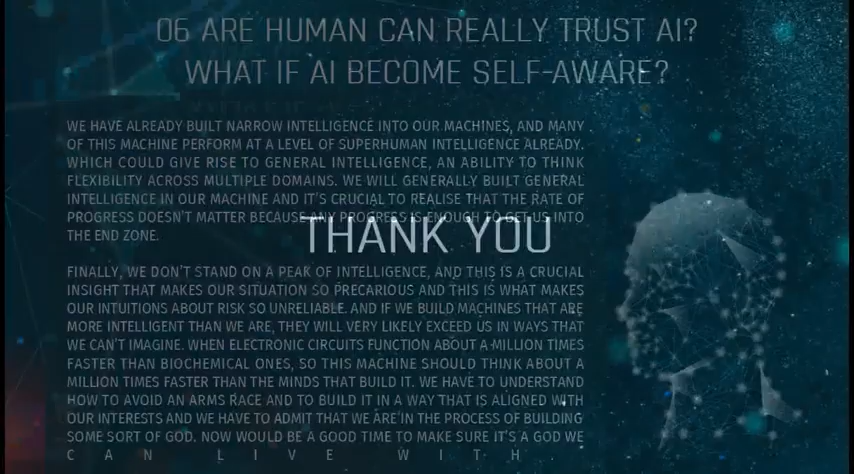 06 ARE HUMAN CAN REALLY TRUST AI?
WHAT IF AI BECOME SELF-AWARE?
WE HAVE ALREADY BUILT NARROW INTELLIGENCE INTO OUR MACHINES, AND MANY
OF THIS MACHINE PERFORM AT A LEVEL OF SUPERHUMAN INTELLIGENCE ALREADY.
WHICH COULD GIVE RISE TO GENERAL INTELLIGENCE, AN ABILITY TO THINK
FLEXIBILITY ACROSS MULTIPLE DOMAINS. WE WILL GENERALLY BUILT GENERAL
INTELLIGENCE IN OUR MACHINE AND IT'S CRUCIAL TO REALISE THAT THE RATE OF
PROGRESS DOESN'T MATTER BECAUSE ANY PROGRESS IS ENOUGH TO GET US INTO
THE END ZONE.
THANK YOU
FINALLY, WE DON'T STAND ON A PEAK OF INTELLIGENCE, AND THIS IS A CRUCIAL
INSIGHT THAT MAKES OUR SITUATION SO PRECARIOUS AND THIS IS WHAT MAKES
OUR INTUITIONS ABOUT RISK SO UNRELIABLE. AND IF WE BUILD MACHINES THAT ARE
MORE INTELLIGENT THAN WE ARE, THEY WILL VERY LIKELY EXCEED US IN WAYS THAT
WE CAN'T IMAGINE. WHEN ELECTRONIC CIRCUITS FUNCTION ABOUT A MILLION TIMES
FASTER THAN BIOCHEMICAL ONES, SO THIS MACHINE SHOULD THINK ABOUT A
MILLION TIMES FASTER THAN THE MINDS THAT BUILD IT. WE HAVE TO UNDERSTAND
HOW TO AVOID AN ARMS RACE AND TO BUILD IT IN A WAY THAT IS ALIGNED WITH
OUR INTERESTS AND WE HAVE TO ADMIT THAT WE ARE IN THE PROCESS OF BUILDING
SOME SORT OF GOD. NOW WOULD BE A GOOD TIME TO MAKE SURE IT'S A GOD WE
CAN LIVE WITH.